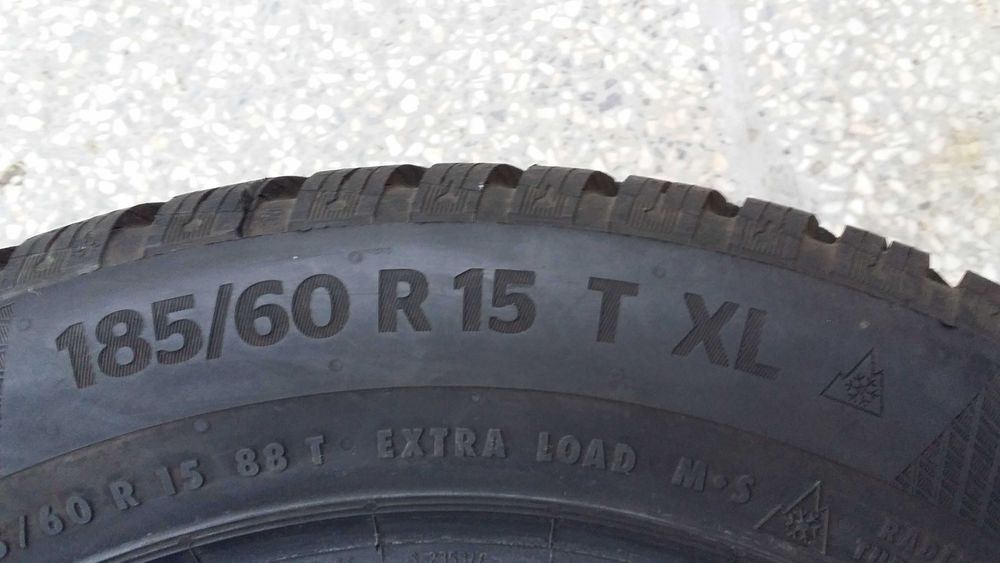 185/60 R 15 T XL
/60 R 15 88 T EXTRA LOAD M•S